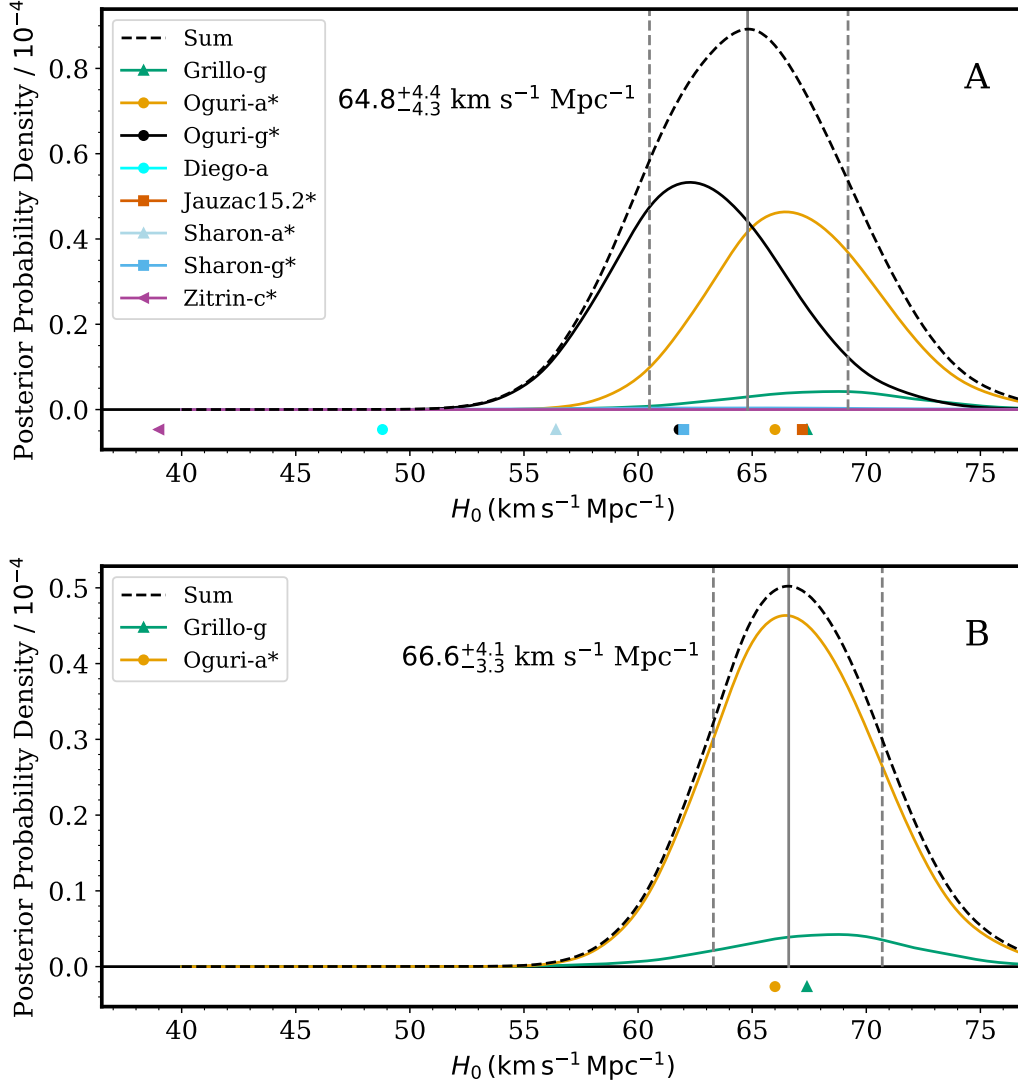 Posterior Probability Density / 10⁻⁴
0.8
0.6
0.4
0.2
0.0
Sum
Grillo-g
Oguri-a*
Oguri-g*
Diego-a
Jauzac15.2*
Sharon-a*
Sharon-g*
Zitrin-c*
64.8+4.4−4.3 km s⁻¹ Mpc⁻¹
A
40 45 50 55 60 65 70 75
H₀ (km s⁻¹ Mpc⁻¹)
Posterior Probability Density / 10⁻⁴
0.5
0.4
0.3
0.2
0.1
0.0
Sum
Grillo-g
Oguri-a*
66.6+4.1−3.3 km s⁻¹ Mpc⁻¹
B
40 45 50 55 60 65 70 75
H₀ (km s⁻¹ Mpc⁻¹)